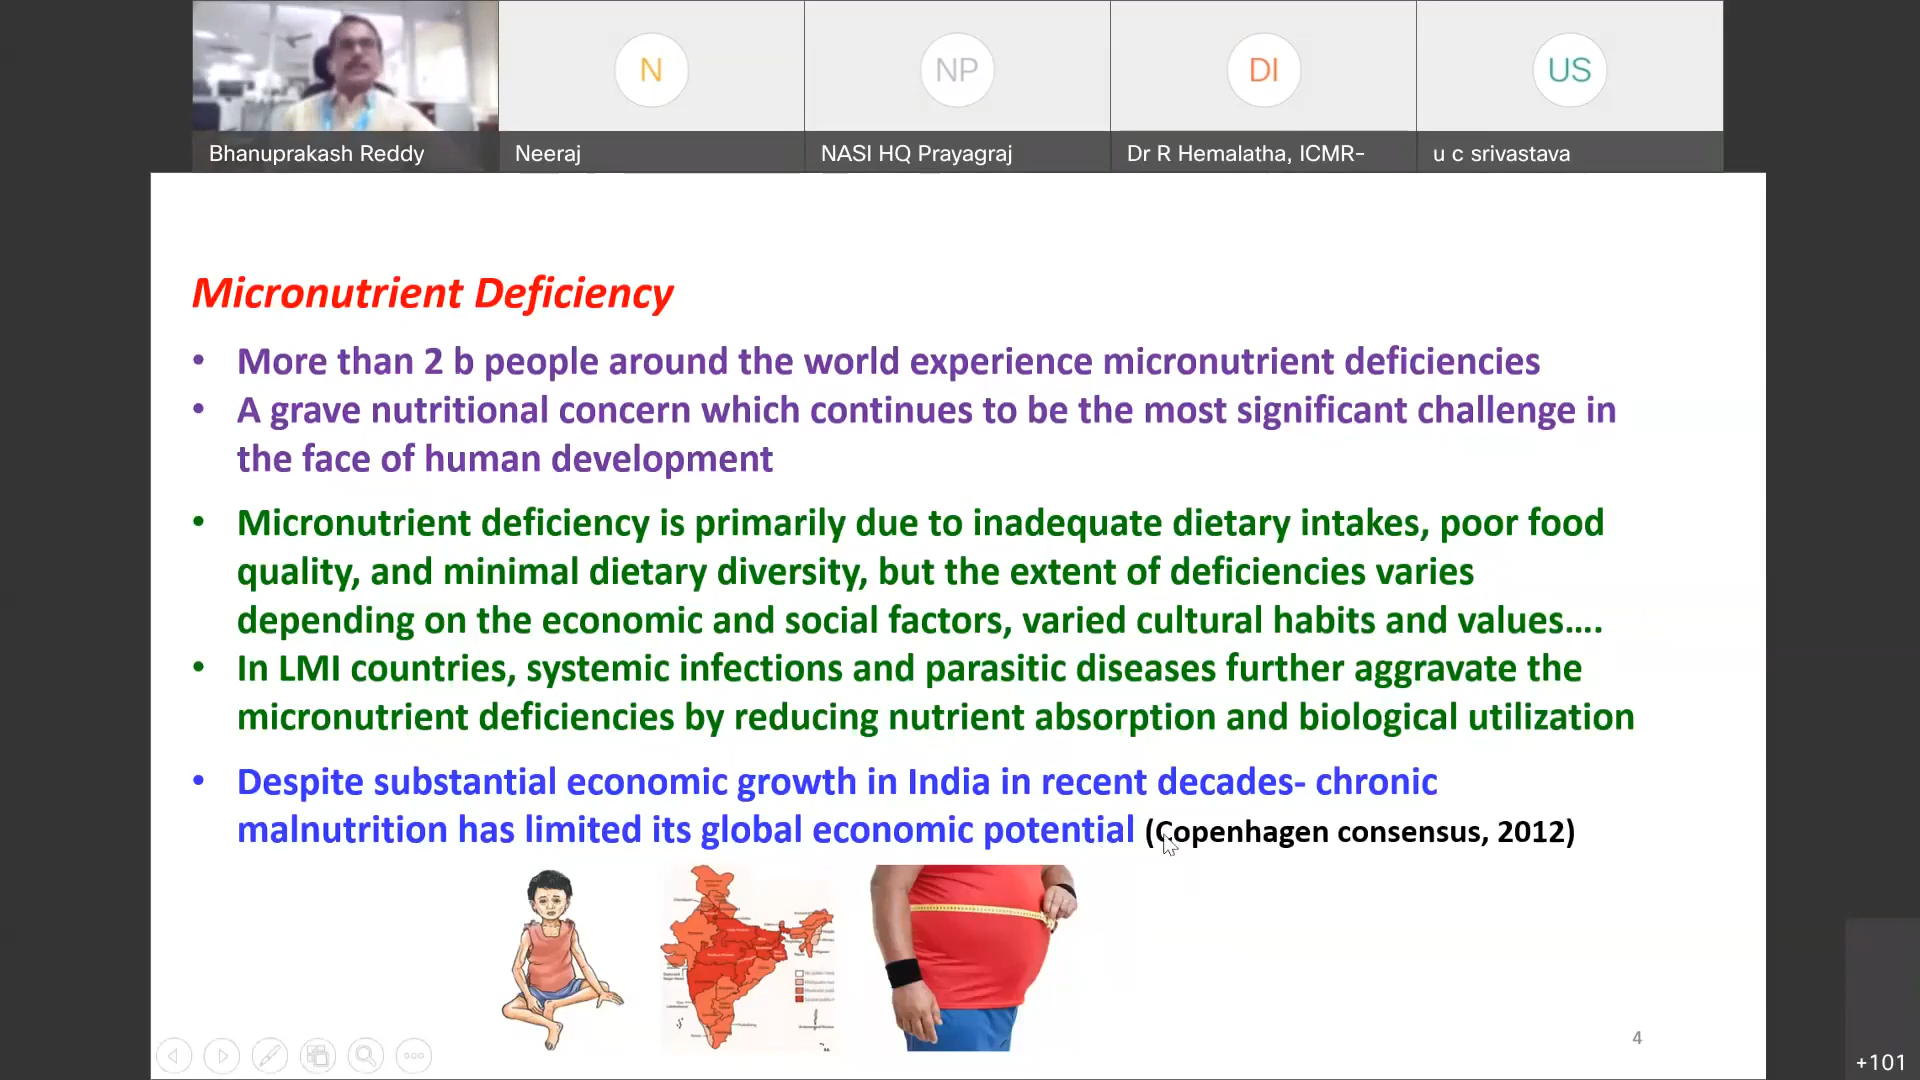 N
NP
DI
US
Bhanuprakash Reddy
Neeraj
NASI HQ Prayagraj
Dr R Hemalatha, ICMR-
u c srivastava
Micronutrient Deficiency
• More than 2 b people around the world experience micronutrient deficiencies
• A grave nutritional concern which continues to be the most significant challenge in
the face of human development
• Micronutrient deficiency is primarily due to inadequate dietary intakes, poor food
quality, and minimal dietary diversity, but the extent of deficiencies varies
depending on the economic and social factors, varied cultural habits and values....
• In LMI countries, systemic infections and parasitic diseases further aggravate the
micronutrient deficiencies by reducing nutrient absorption and biological utilization
• Despite substantial economic growth in India in recent decades- chronic
malnutrition has limited its global economic potential (Copenhagen consensus, 2012)
4
+101